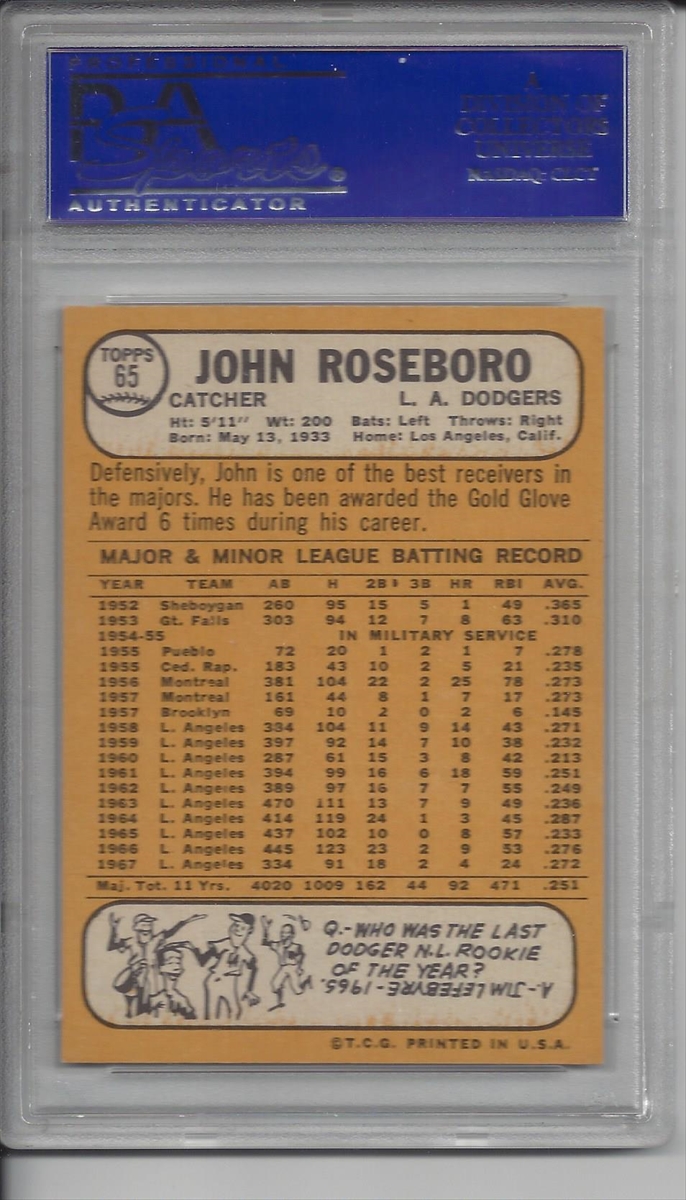 PROFESSIONAL
PSA
Sports®
AUTHENTICATOR
A
DIVISION OF
COLLECTORS
UNIVERSE
NASDAQ: CLCT
TOPPS
65
JOHN ROSEBORO
CATCHER L. A. DODGERS
Ht: 5'11" Wt: 200 Bats: Left Throws: Right
Born: May 13, 1933 Home: Los Angeles, Calif.
Defensively, John is one of the best receivers in
the majors. He has been awarded the Gold Glove
Award 6 times during his career.
MAJOR & MINOR LEAGUE BATTING RECORD
YEAR TEAM AB H 2B 3B HR RBI AVG.
1952 Sheboygan 260 95 15 5 1 49 .365
1953 Gt. Falls 303 94 12 7 8 63 .310
1954-55 IN MILITARY SERVICE
1955 Pueblo 72 20 1 2 1 7 .278
1955 Ced. Rap. 183 43 10 2 5 21 .235
1956 Montreal 381 104 22 2 25 78 .273
1957 Montreal 161 44 8 1 7 17 .273
1957 Brooklyn 69 10 2 0 2 6 .145
1958 L. Angeles 384 104 11 9 14 43 .271
1959 L. Angeles 397 92 14 7 10 38 .232
1960 L. Angeles 287 61 15 3 8 42 .213
1961 L. Angeles 394 99 16 6 18 59 .251
1962 L. Angeles 389 97 16 7 7 55 .249
1963 L. Angeles 470 111 13 7 9 49 .236
1964 L. Angeles 414 119 24 1 3 45 .287
1965 L. Angeles 437 102 10 0 8 57 .233
1966 L. Angeles 445 123 23 2 9 53 .276
1967 L. Angeles 334 91 18 2 4 24 .272
Maj. Tot. 11 Yrs. 4020 1009 162 44 92 471 .251
Q.-WHO WAS THE LAST
DODGER N.L. ROOKIE
OF THE YEAR?
A.-JIM LEFEBVRE-1965.
©T.C.G. PRINTED IN U.S.A.